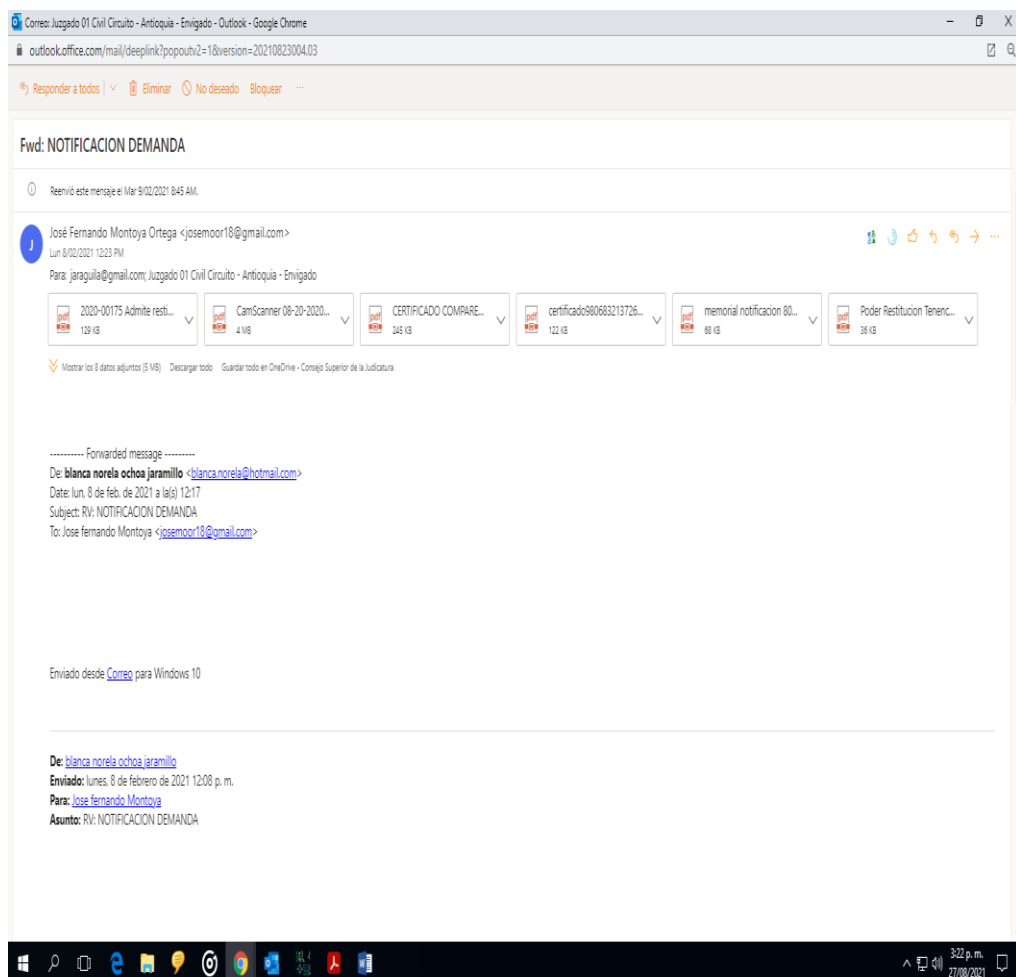 Correo: Juzgado 01 Civil Circuito - Antioquia - Envigado - Outlook - Google Chrome
outlook.office.com/mail/deeplink?popoutv2=1&version=20210823004.03
Responder a todos | Eliminar No deseado Bloquear ...
Fwd: NOTIFICACION DEMANDA
Reenvió este mensaje el Mar 9/02/2021 8:45 AM.
J
José Fernando Montoya Ortega <josemoor18@gmail.com>
Lun 8/02/2021 12:23 PM
Para: jaraguila@gmail.com; Juzgado 01 Civil Circuito - Antioquia - Envigado
pdf 2020-00175 Admite resti...
129 KB
pdf CamScanner 08-20-2020...
4 MB
pdf CERTIFICADO COMPARE...
245 KB
pdf certificado980683213726...
122 KB
pdf memorial notificacion 80...
68 KB
pdf Poder Restitucion Tenenc...
36 KB
Mostrar los 8 datos adjuntos (5 MB) Descargar todo Guardar todo en OneDrive - Consejo Superior de la Judicatura
---------- Forwarded message ---------
De: blanca norela ochoa jaramillo <blanca.norela@hotmail.com>
Date: lun, 8 de feb. de 2021 a la(s) 12:17
Subject: RV: NOTIFICACION DEMANDA
To: Jose fernando Montoya <josemoor18@gmail.com>
Enviado desde Correo para Windows 10
De: blanca norela ochoa jaramillo
Enviado: lunes, 8 de febrero de 2021 12:08 p. m.
Para: Jose fernando Montoya
Asunto: RV: NOTIFICACION DEMANDA
3:22 p. m.
27/08/2021